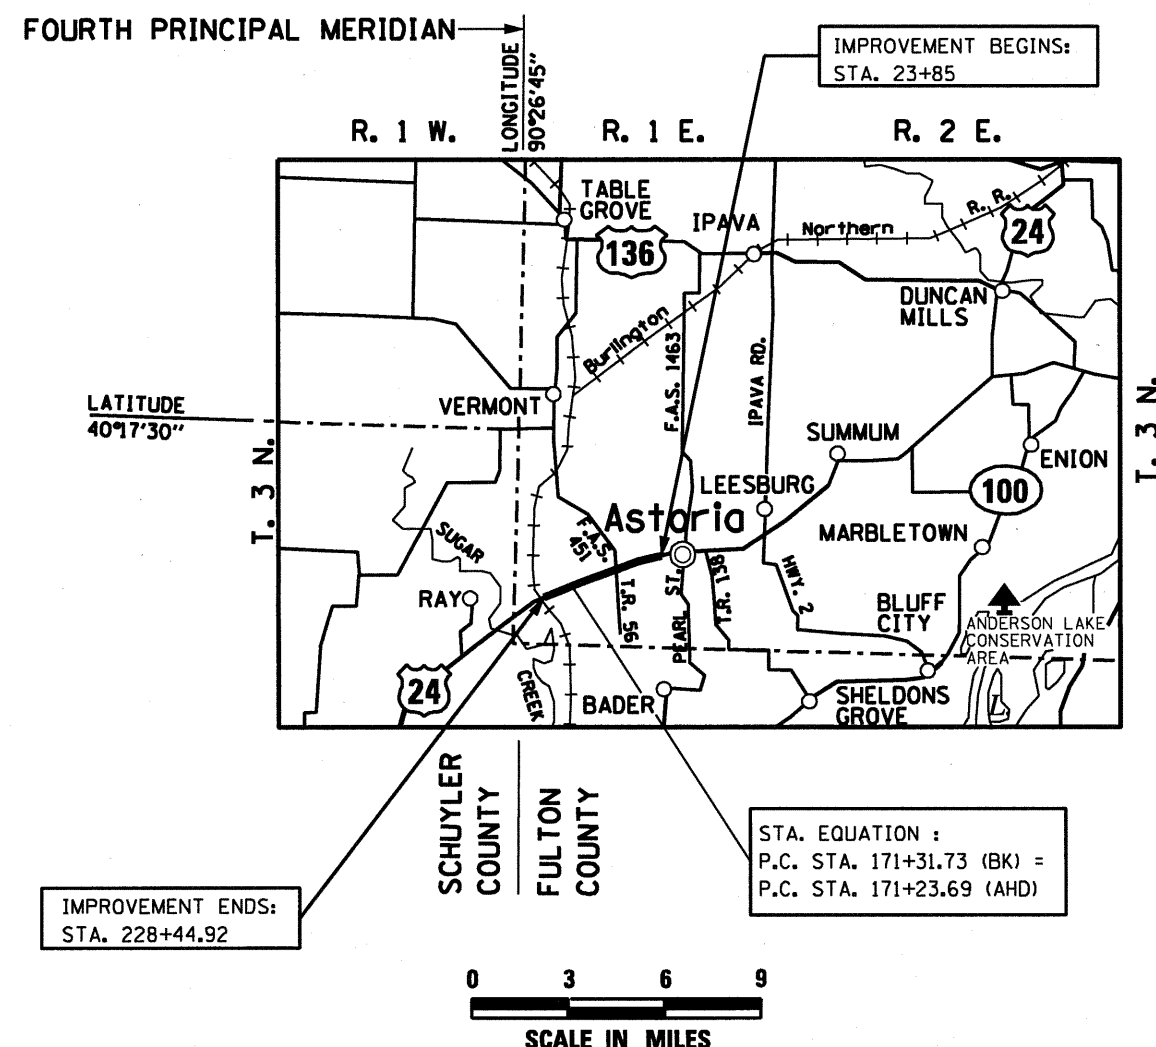 FOURTH PRINCIPAL MERIDIAN
LONGITUDE
90°26'45"
IMPROVEMENT BEGINS:
STA. 23+85
R. 1 W.
R. 1 E.
R. 2 E.
TABLE
GROVE
IPAVA
136
Northern
R. R.
24
DUNCAN
MILLS
Burlington
F.A.S. 1463
IPAVA RD.
LATITUDE
40°17'30"
VERMONT
T. 3 N.
T. 3 N.
SUMMUM
ENION
LEESBURG
100
Astoria
MARBLETOWN
SUGAR
F.A.S.
451
RAY
T.R. 56
PEARL ST.
T.R. 138
HWY. 2
BLUFF
CITY
ANDERSON LAKE
CONSERVATION
AREA
24
CREEK
BADER
SHELDONS
GROVE
SCHUYLER
COUNTY
FULTON
COUNTY
STA. EQUATION :
P.C. STA. 171+31.73 (BK) =
P.C. STA. 171+23.69 (AHD)
IMPROVEMENT ENDS:
STA. 228+44.92
0 3 6 9
SCALE IN MILES